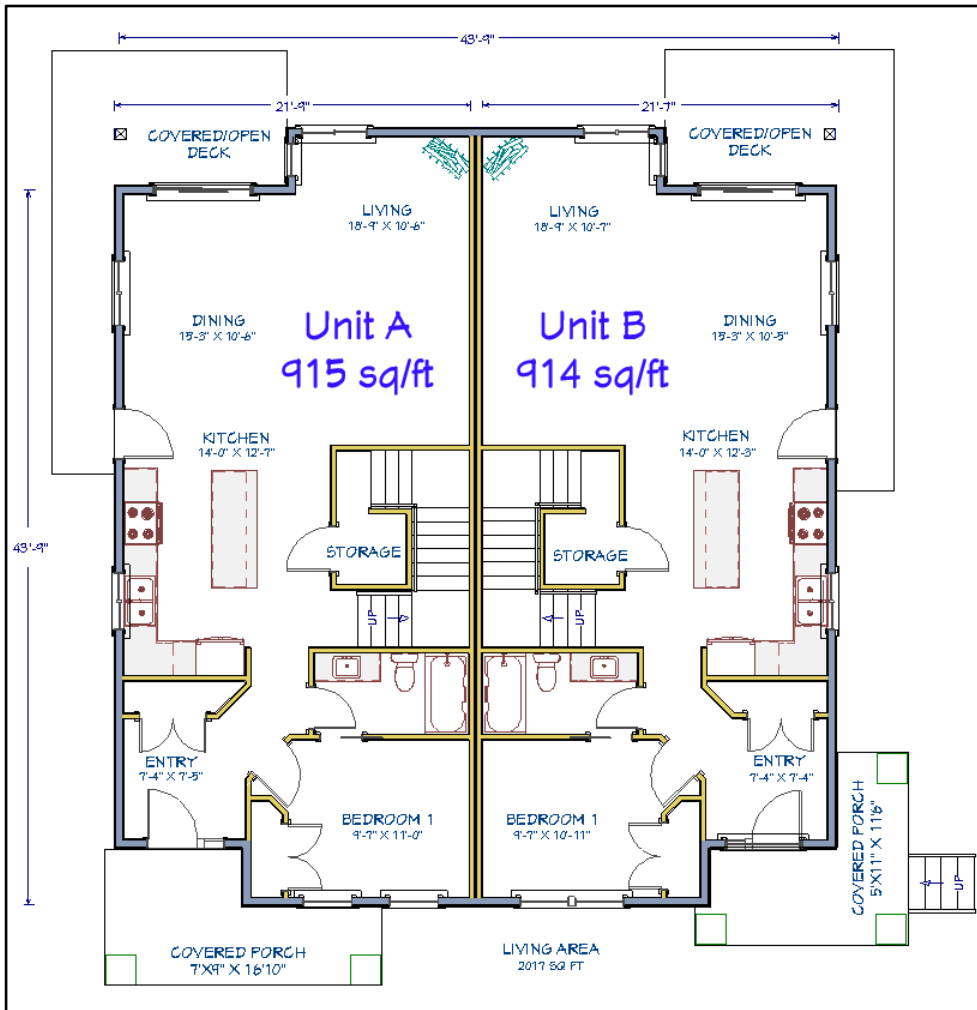 43'-9"
21'-9"
21'-7"
COVERED/OPEN
DECK
COVERED/OPEN
DECK
LIVING
18'-9" X 10'-6"
LIVING
18'-9" X 10'-7"
DINING
15'-3" X 10'-6"
Unit A
915 sq/ft
Unit B
914 sq/ft
DINING
15'-3" X 10'-5"
KITCHEN
14'-0" X 12'-7"
KITCHEN
14'-0" X 12'-3"
43'-9"
STORAGE
STORAGE
UP
UP
ENTRY
7'-4" X 7'-5"
ENTRY
7'-4" X 7'-4"
BEDROOM 1
9'-7" X 11'-0"
BEDROOM 1
9'-7" X 10'-11"
COVERED PORCH
5'X11" X 11'6"
UP
COVERED PORCH
7'X9" X 16'10"
LIVING AREA
2017 SQ FT